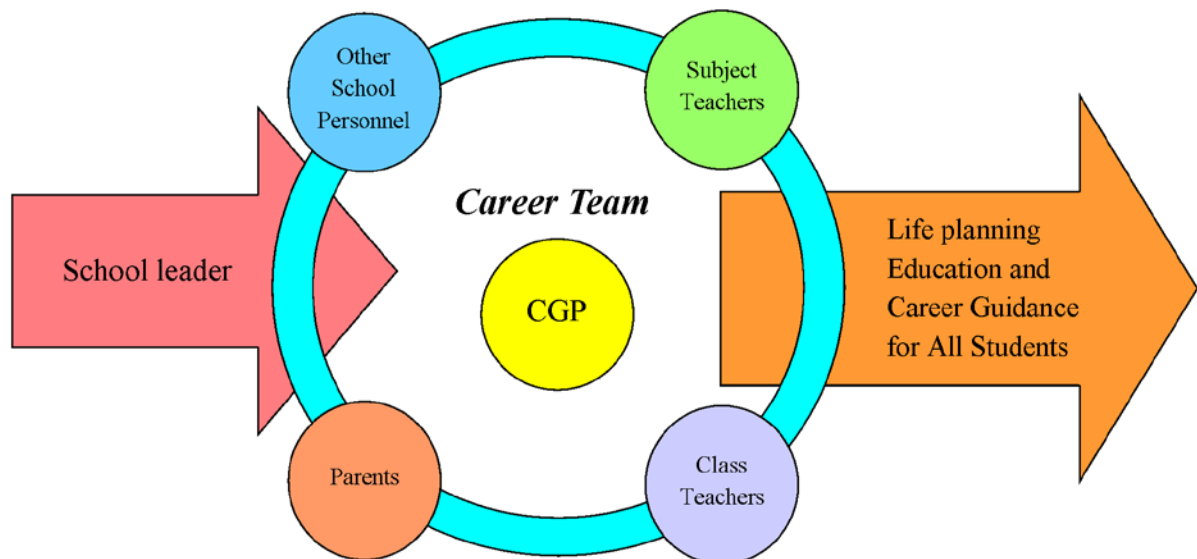 Other
School
Personnel
Subject
Teachers
Career Team
School leader
CGP
Life planning
Education and
Career Guidance
for All Students
Parents
Class
Teachers